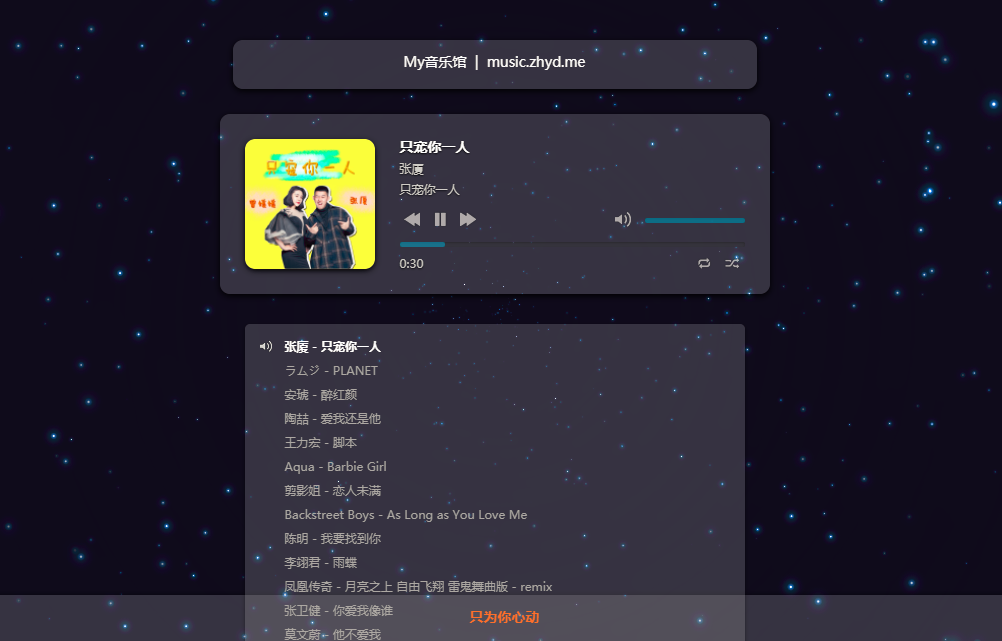 My音乐馆 | music.zhyd.me
只宠你一人
曾瑶瑶
张厦
只宠你一人
张厦
只宠你一人
0:30
张厦 - 只宠你一人
ラムジ - PLANET
安琥 - 醉红颜
陶喆 - 爱我还是他
王力宏 - 脚本
Aqua - Barbie Girl
剪影姐 - 恋人未满
Backstreet Boys - As Long as You Love Me
陈明 - 我要找到你
李翊君 - 雨蝶
凤凰传奇 - 月亮之上 自由飞翔 雷鬼舞曲版 - remix
张卫健 - 你爱我像谁
只为你心动
莫文蔚 - 他不爱我